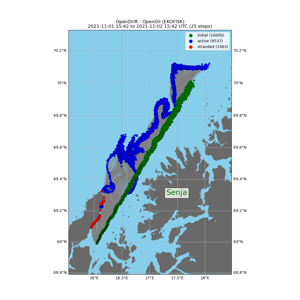 OpenDrift - OpenOil (EKOFISK)
2021-11-01 15:42 to 2021-11-02 15:42 UTC (25 steps)
initial (10000)
active (8537)
stranded (1463)
70.2°N
70.2°N
70°N
70°N
69.8°N
69.8°N
69.6°N
69.6°N
69.4°N
69.4°N
Senja
69.2°N
69.2°N
69°N
69°N
68.8°N
68.8°N
16°E
16.5°E
17°E
17.5°E
18°E